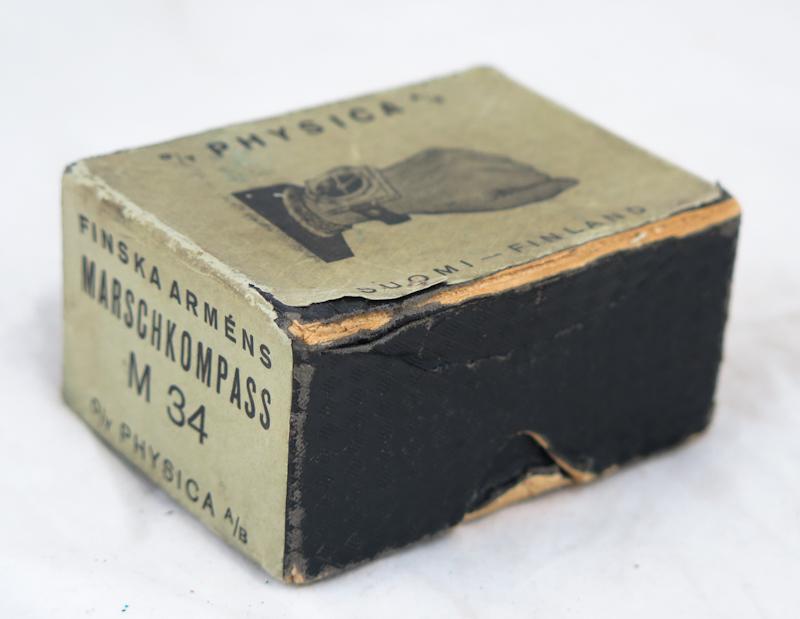 O/Y PHYSICA A/B
SUOMI — FINLAND
FINSKA ARMÉNS
MARSCHKOMPASS
M 34
O/Y PHYSICA A/B